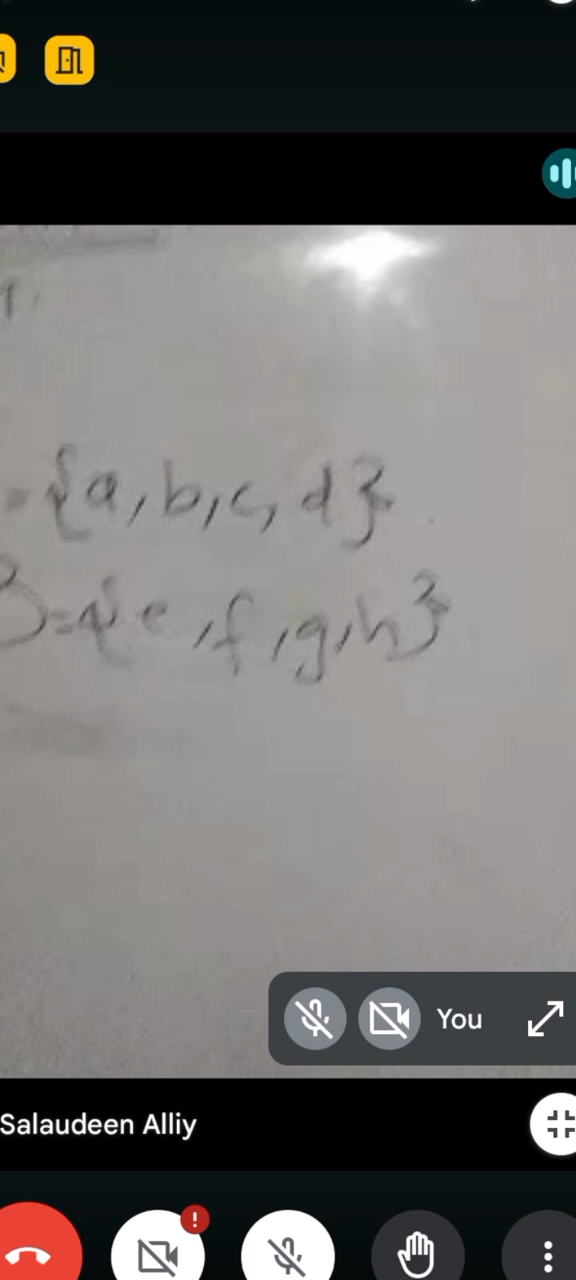 = {a, b, c, d}
B = {e, f, g, h}
You
Salaudeen Alliy
!